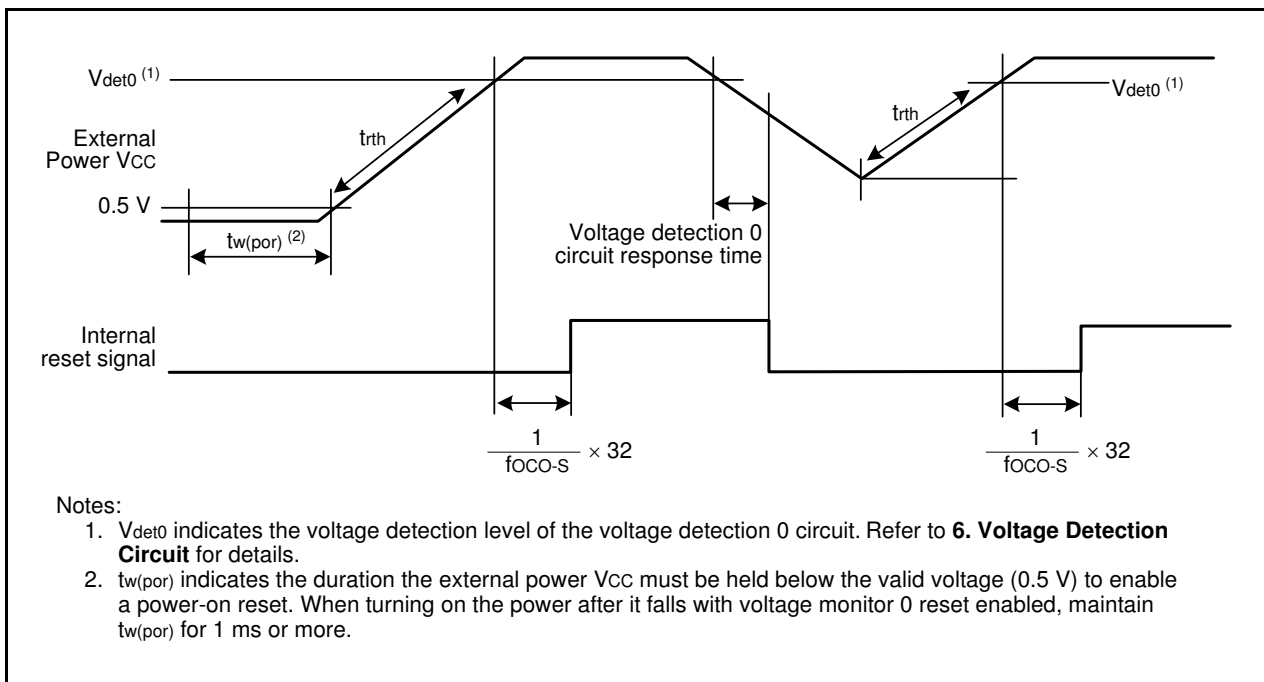 Vdet0 (1)
trth
trth
Vdet0 (1)
External
Power VCC
0.5 V
tw(por) (2)
Voltage detection 0
circuit response time
Internal
reset signal
1
fOCO-S
× 32
1
fOCO-S
× 32
Notes:
1. Vdet0 indicates the voltage detection level of the voltage detection 0 circuit. Refer to 6. Voltage Detection
Circuit for details.
2. tw(por) indicates the duration the external power VCC must be held below the valid voltage (0.5 V) to enable
a power-on reset. When turning on the power after it falls with voltage monitor 0 reset enabled, maintain
tw(por) for 1 ms or more.